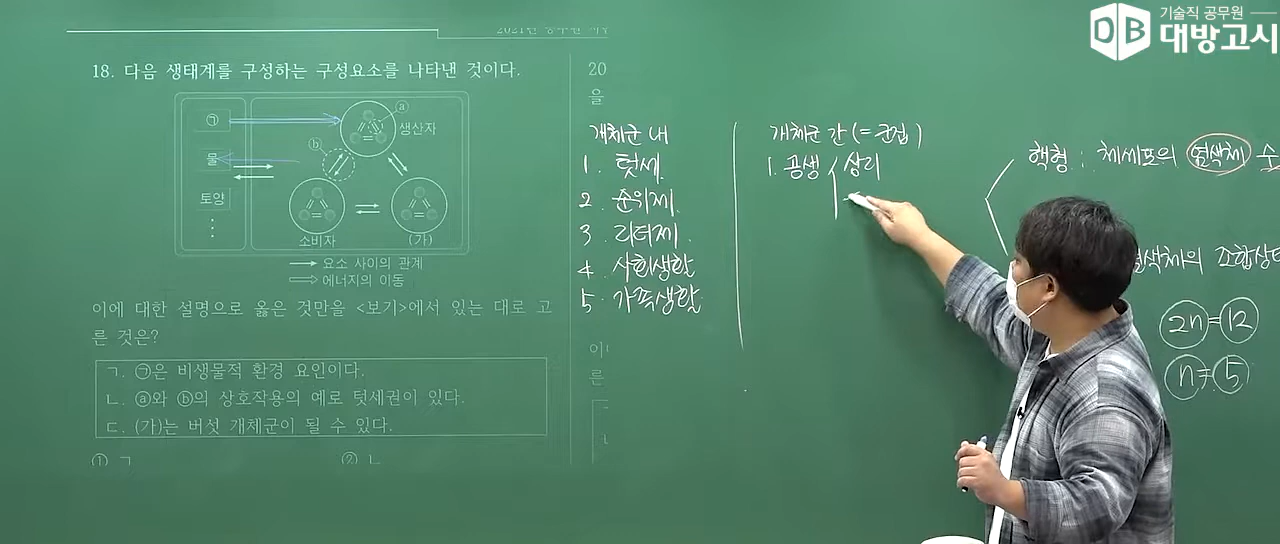 기술직 공무원
DB 대방고시
18. 다음 생태계를 구성하는 구성요소를 나타낸 것이다.
㉠
물
토양
ⓐ
생산자
ⓑ
소비자
(가)
요소 사이의 관계
에너지의 이동
이에 대한 설명으로 옳은 것만을 <보기>에서 있는 대로 고
른 것은?
ㄱ. ㉠은 비생물적 환경 요인이다.
ㄴ. ⓐ와 ⓑ의 상호작용의 예로 텃세권이 있다.
ㄷ. (가)는 버섯 개체군이 될 수 있다.
① ㄱ
② ㄴ
20
을
른
개체군 내
1. 텃세.
2. 순위제.
3. 리더제.
4. 사회생활
5. 가족생활.
개체군 간 (= 군집)
1. 공생 상리
핵형 : 체세포의 염색체 수
염색체의 조합상태
2n = 12
n ≠ 5